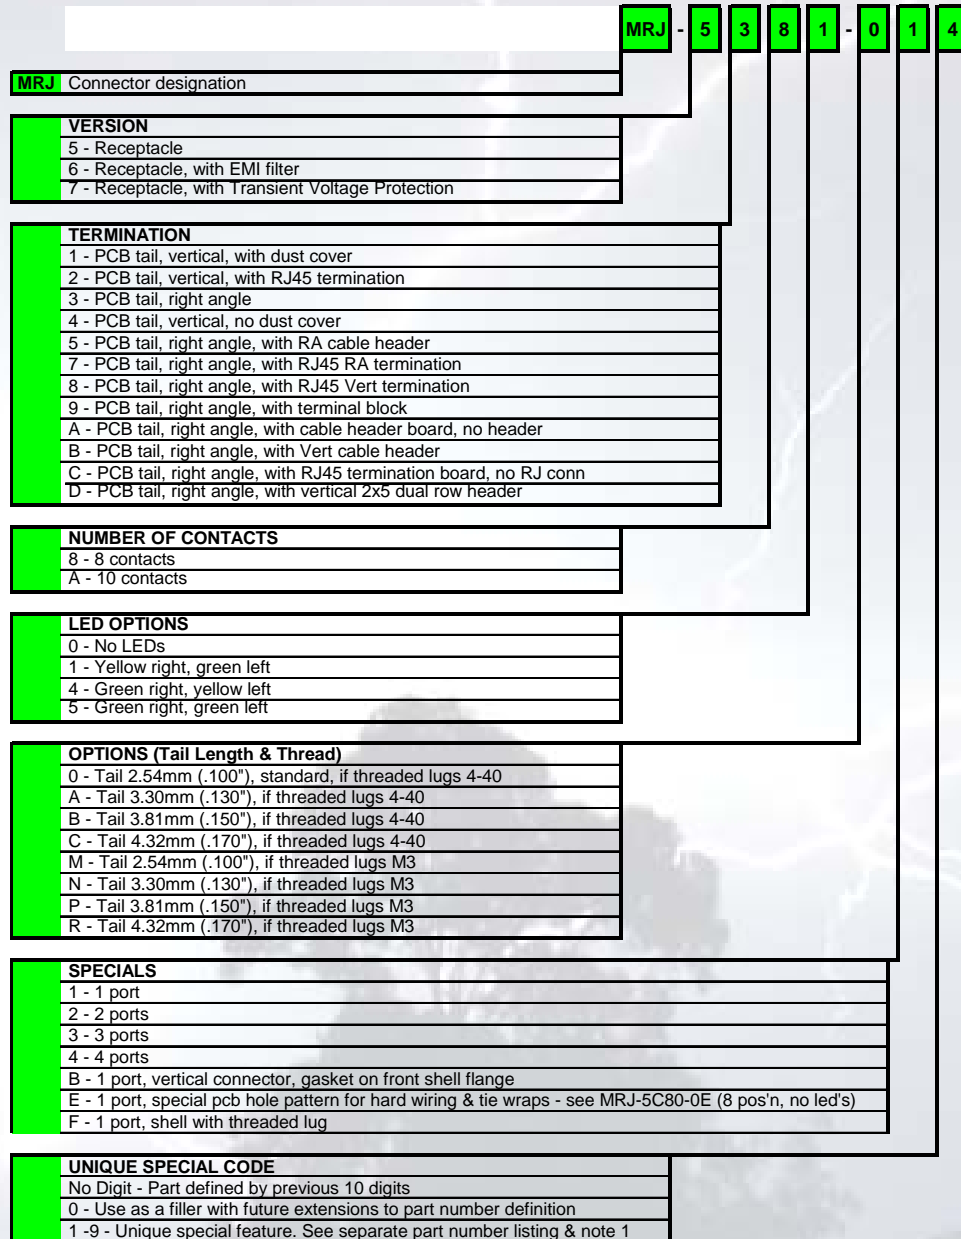 MRJ - 5 3 8 1 - 0 1 4
MRJ Connector designation
VERSION
5 - Receptacle
6 - Receptacle, with EMI filter
7 - Receptacle, with Transient Voltage Protection
TERMINATION
1 - PCB tail, vertical, with dust cover
2 - PCB tail, vertical, with RJ45 termination
3 - PCB tail, right angle
4 - PCB tail, vertical, no dust cover
5 - PCB tail, right angle, with RA cable header
7 - PCB tail, right angle, with RJ45 RA termination
8 - PCB tail, right angle, with RJ45 Vert termination
9 - PCB tail, right angle, with terminal block
A - PCB tail, right angle, with cable header board, no header
B - PCB tail, right angle, with Vert cable header
C - PCB tail, right angle, with RJ45 termination board, no RJ conn
D - PCB tail, right angle, with vertical 2x5 dual row header
NUMBER OF CONTACTS
8 - 8 contacts
A - 10 contacts
LED OPTIONS
0 - No LEDs
1 - Yellow right, green left
4 - Green right, yellow left
5 - Green right, green left
OPTIONS (Tail Length & Thread)
0 - Tail 2.54mm (.100"), standard, if threaded lugs 4-40
A - Tail 3.30mm (.130"), if threaded lugs 4-40
B - Tail 3.81mm (.150"), if threaded lugs 4-40
C - Tail 4.32mm (.170"), if threaded lugs 4-40
M - Tail 2.54mm (.100"), if threaded lugs M3
N - Tail 3.30mm (.130"), if threaded lugs M3
P - Tail 3.81mm (.150"), if threaded lugs M3
R - Tail 4.32mm (.170"), if threaded lugs M3
SPECIALS
1 - 1 port
2 - 2 ports
3 - 3 ports
4 - 4 ports
B - 1 port, vertical connector, gasket on front shell flange
E - 1 port, special pcb hole pattern for hard wiring & tie wraps - see MRJ-5C80-0E (8 pos'n, no led's)
F - 1 port, shell with threaded lug
UNIQUE SPECIAL CODE
No Digit - Part defined by previous 10 digits
0 - Use as a filler with future extensions to part number definition
1 -9 - Unique special feature. See separate part number listing & note 1